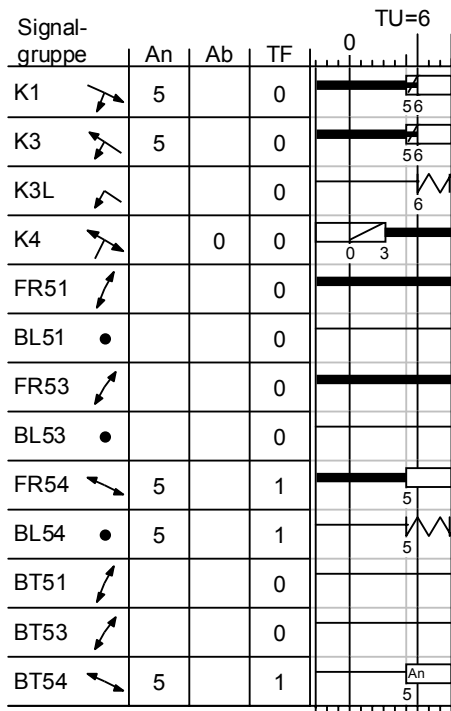 TU=6
Signal-
gruppe An Ab TF 0
K1 5 0 5 6
K3 5 0 5 6
K3L 0 6
K4 0 0 0 3
FR51 0
BL51 0
FR53 0
BL53 0
FR54 5 1 5
BL54 5 1 5
BT51 0
BT53 0
BT54 5 1 An 5